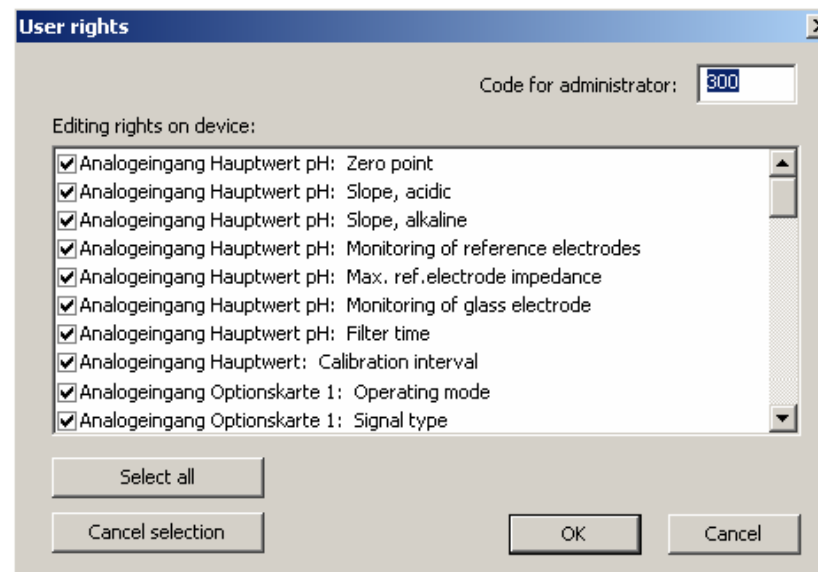 User rights
Code for administrator: 300
Editing rights on device:
Analogeingang Hauptwert pH: Zero point
Analogeingang Hauptwert pH: Slope, acidic
Analogeingang Hauptwert pH: Slope, alkaline
Analogeingang Hauptwert pH: Monitoring of reference electrodes
Analogeingang Hauptwert pH: Max. ref.electrode impedance
Analogeingang Hauptwert pH: Monitoring of glass electrode
Analogeingang Hauptwert pH: Filter time
Analogeingang Hauptwert: Calibration interval
Analogeingang Optionskarte 1: Operating mode
Analogeingang Optionskarte 1: Signal type
Select all
Cancel selection
OK
Cancel